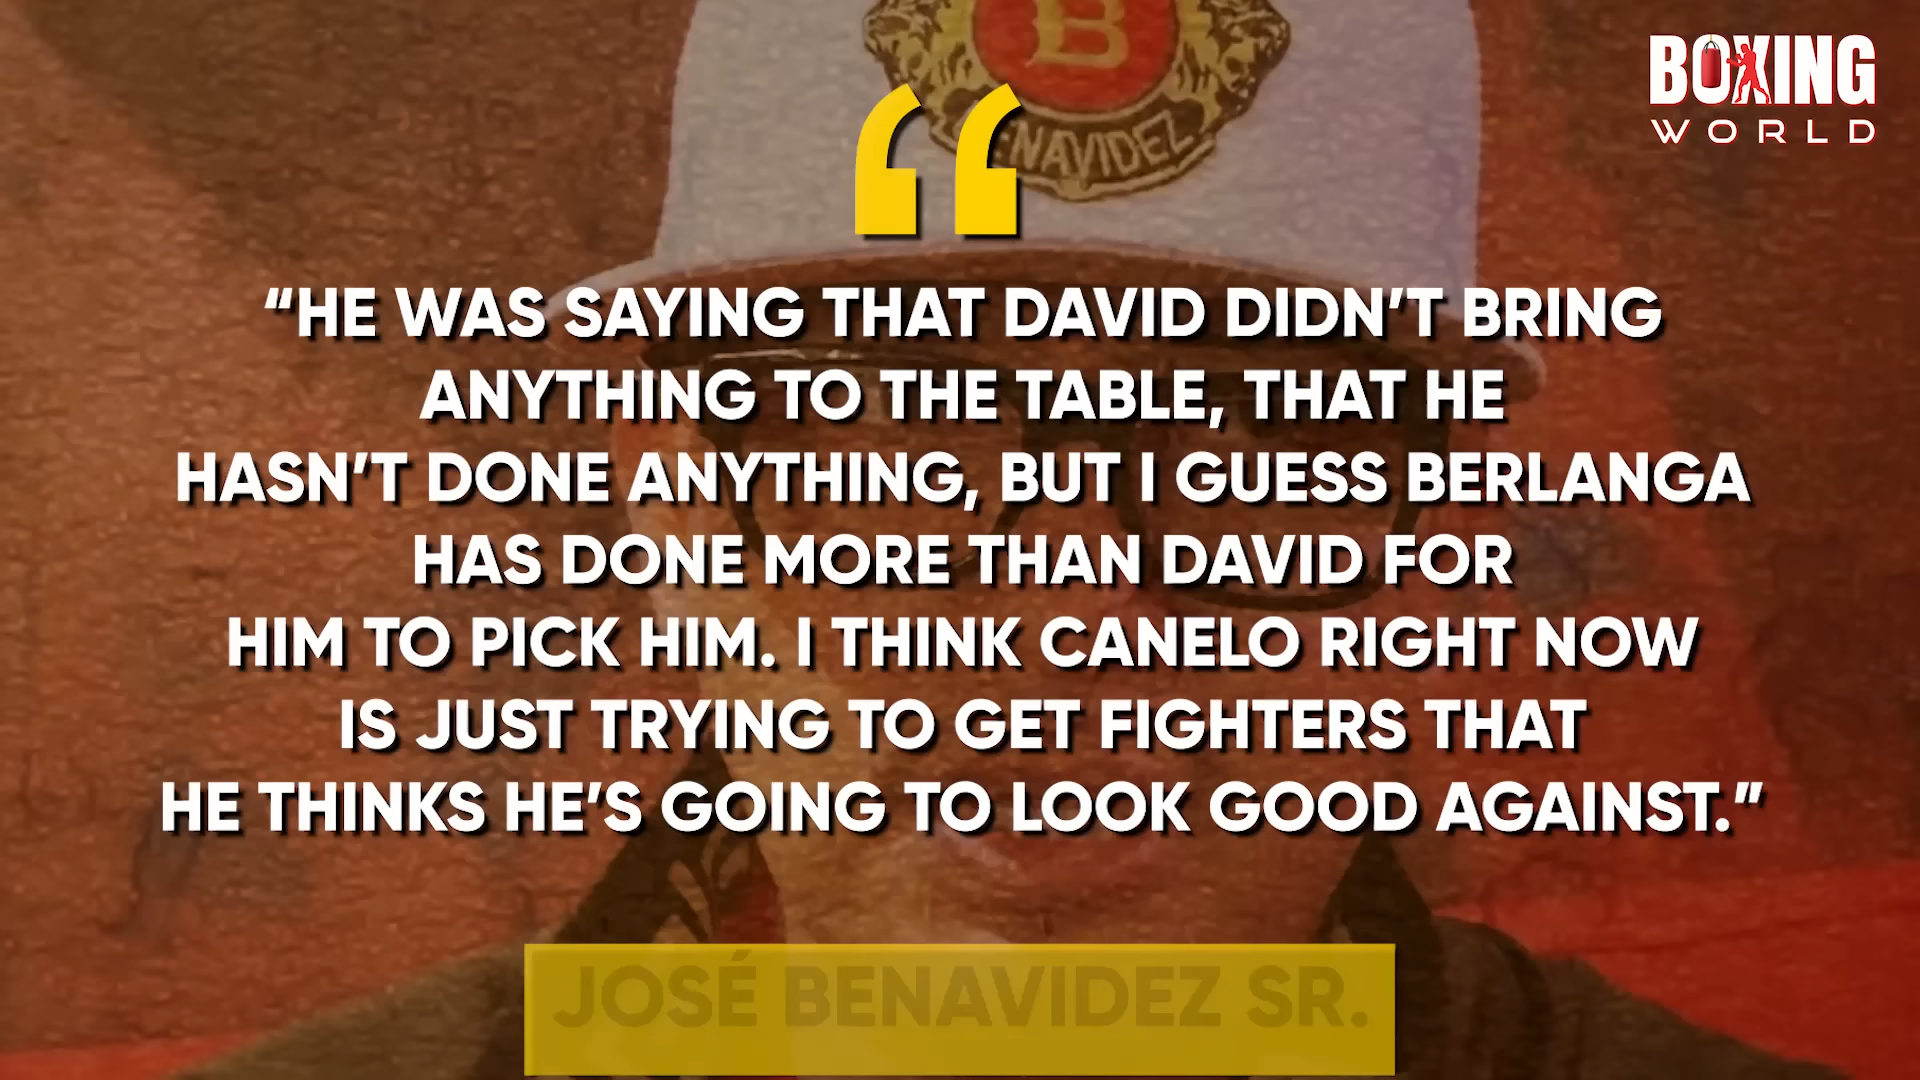 B
BENAVIDEZ
BOXING
WORLD
“HE WAS SAYING THAT DAVID DIDN’T BRING
ANYTHING TO THE TABLE, THAT HE
HASN’T DONE ANYTHING, BUT I GUESS BERLANGA
HAS DONE MORE THAN DAVID FOR
HIM TO PICK HIM. I THINK CANELO RIGHT NOW
IS JUST TRYING TO GET FIGHTERS THAT
HE THINKS HE’S GOING TO LOOK GOOD AGAINST.”
JOSÉ BENAVIDEZ SR.